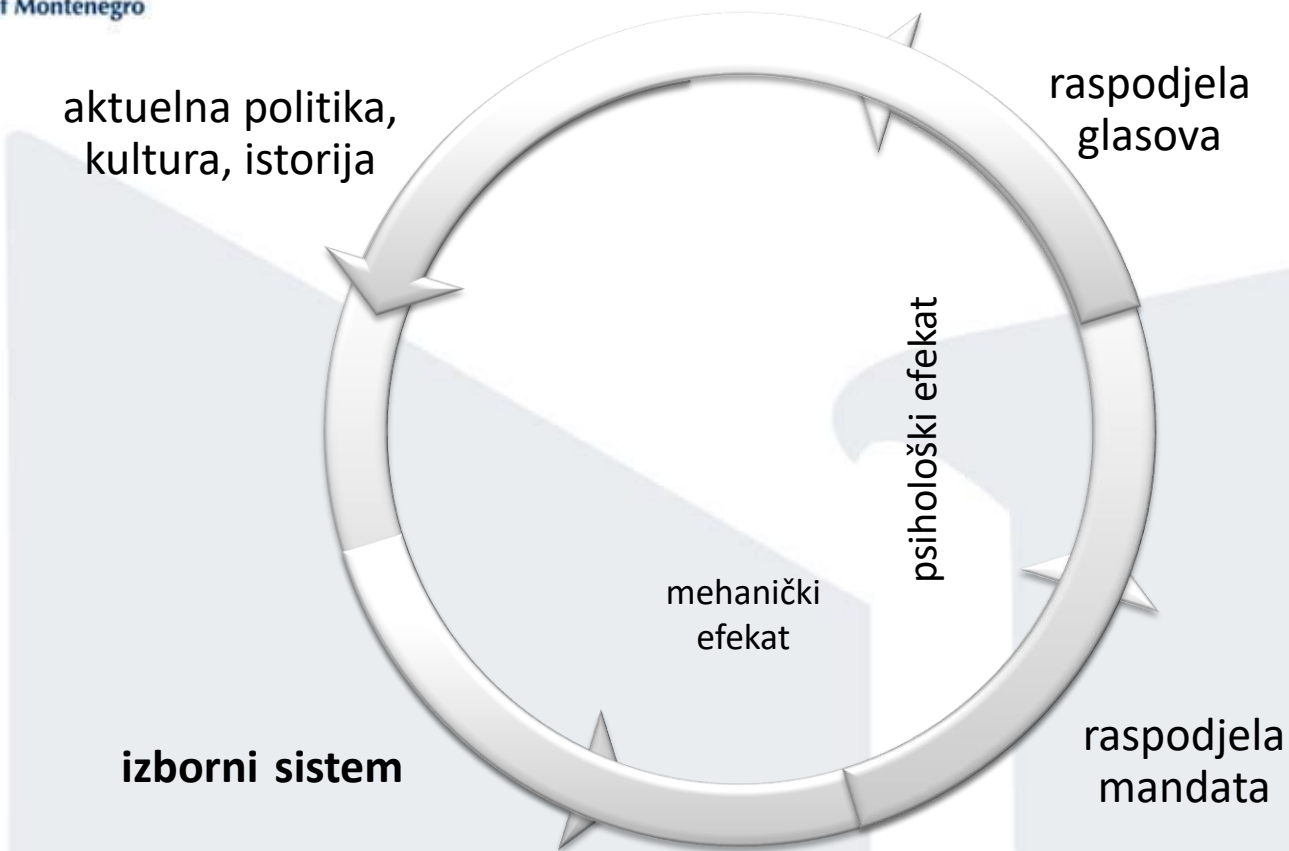 f Montenegro
aktuelna politika,
kultura, istorija
raspodjela
glasova
psihološki efekat
mehanički
efekat
izborni sistem
raspodjela
mandata